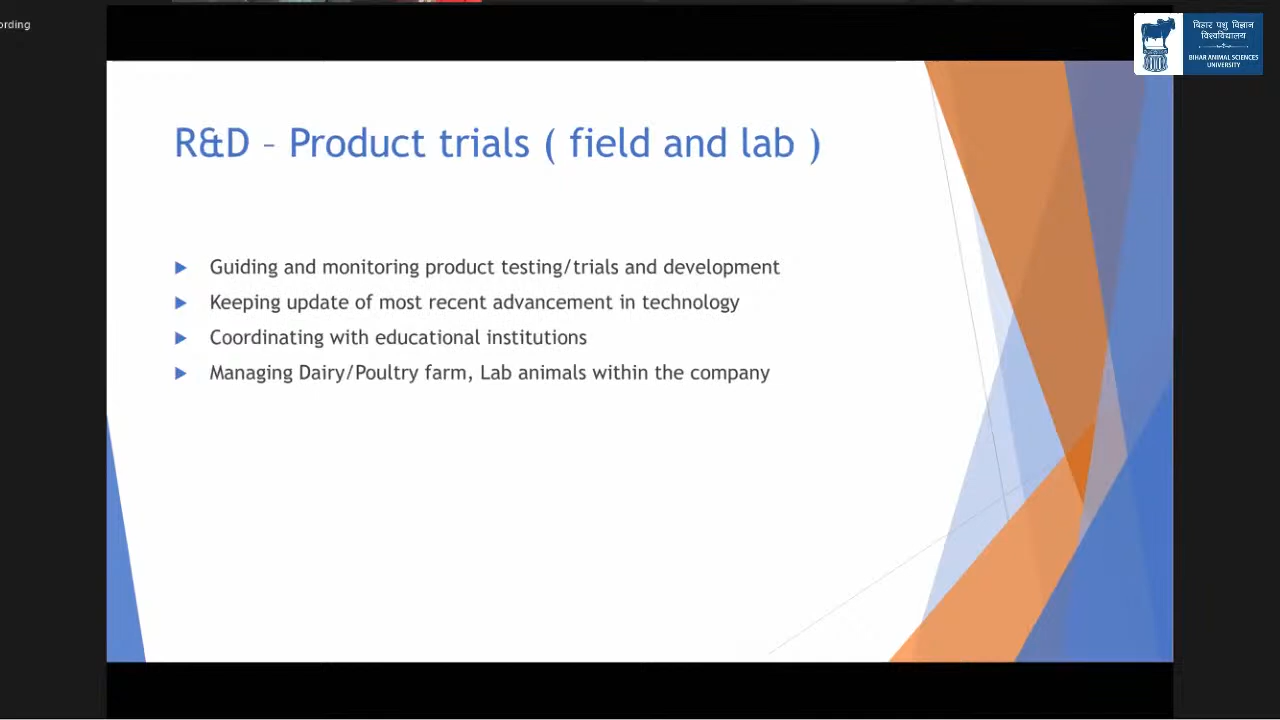 ording
बिहार पशु विज्ञान
विश्वविद्यालय
BIHAR ANIMAL SCIENCES
UNIVERSITY
R&D – Product trials ( field and lab )
Guiding and monitoring product testing/trials and development
Keeping update of most recent advancement in technology
Coordinating with educational institutions
Managing Dairy/Poultry farm, Lab animals within the company